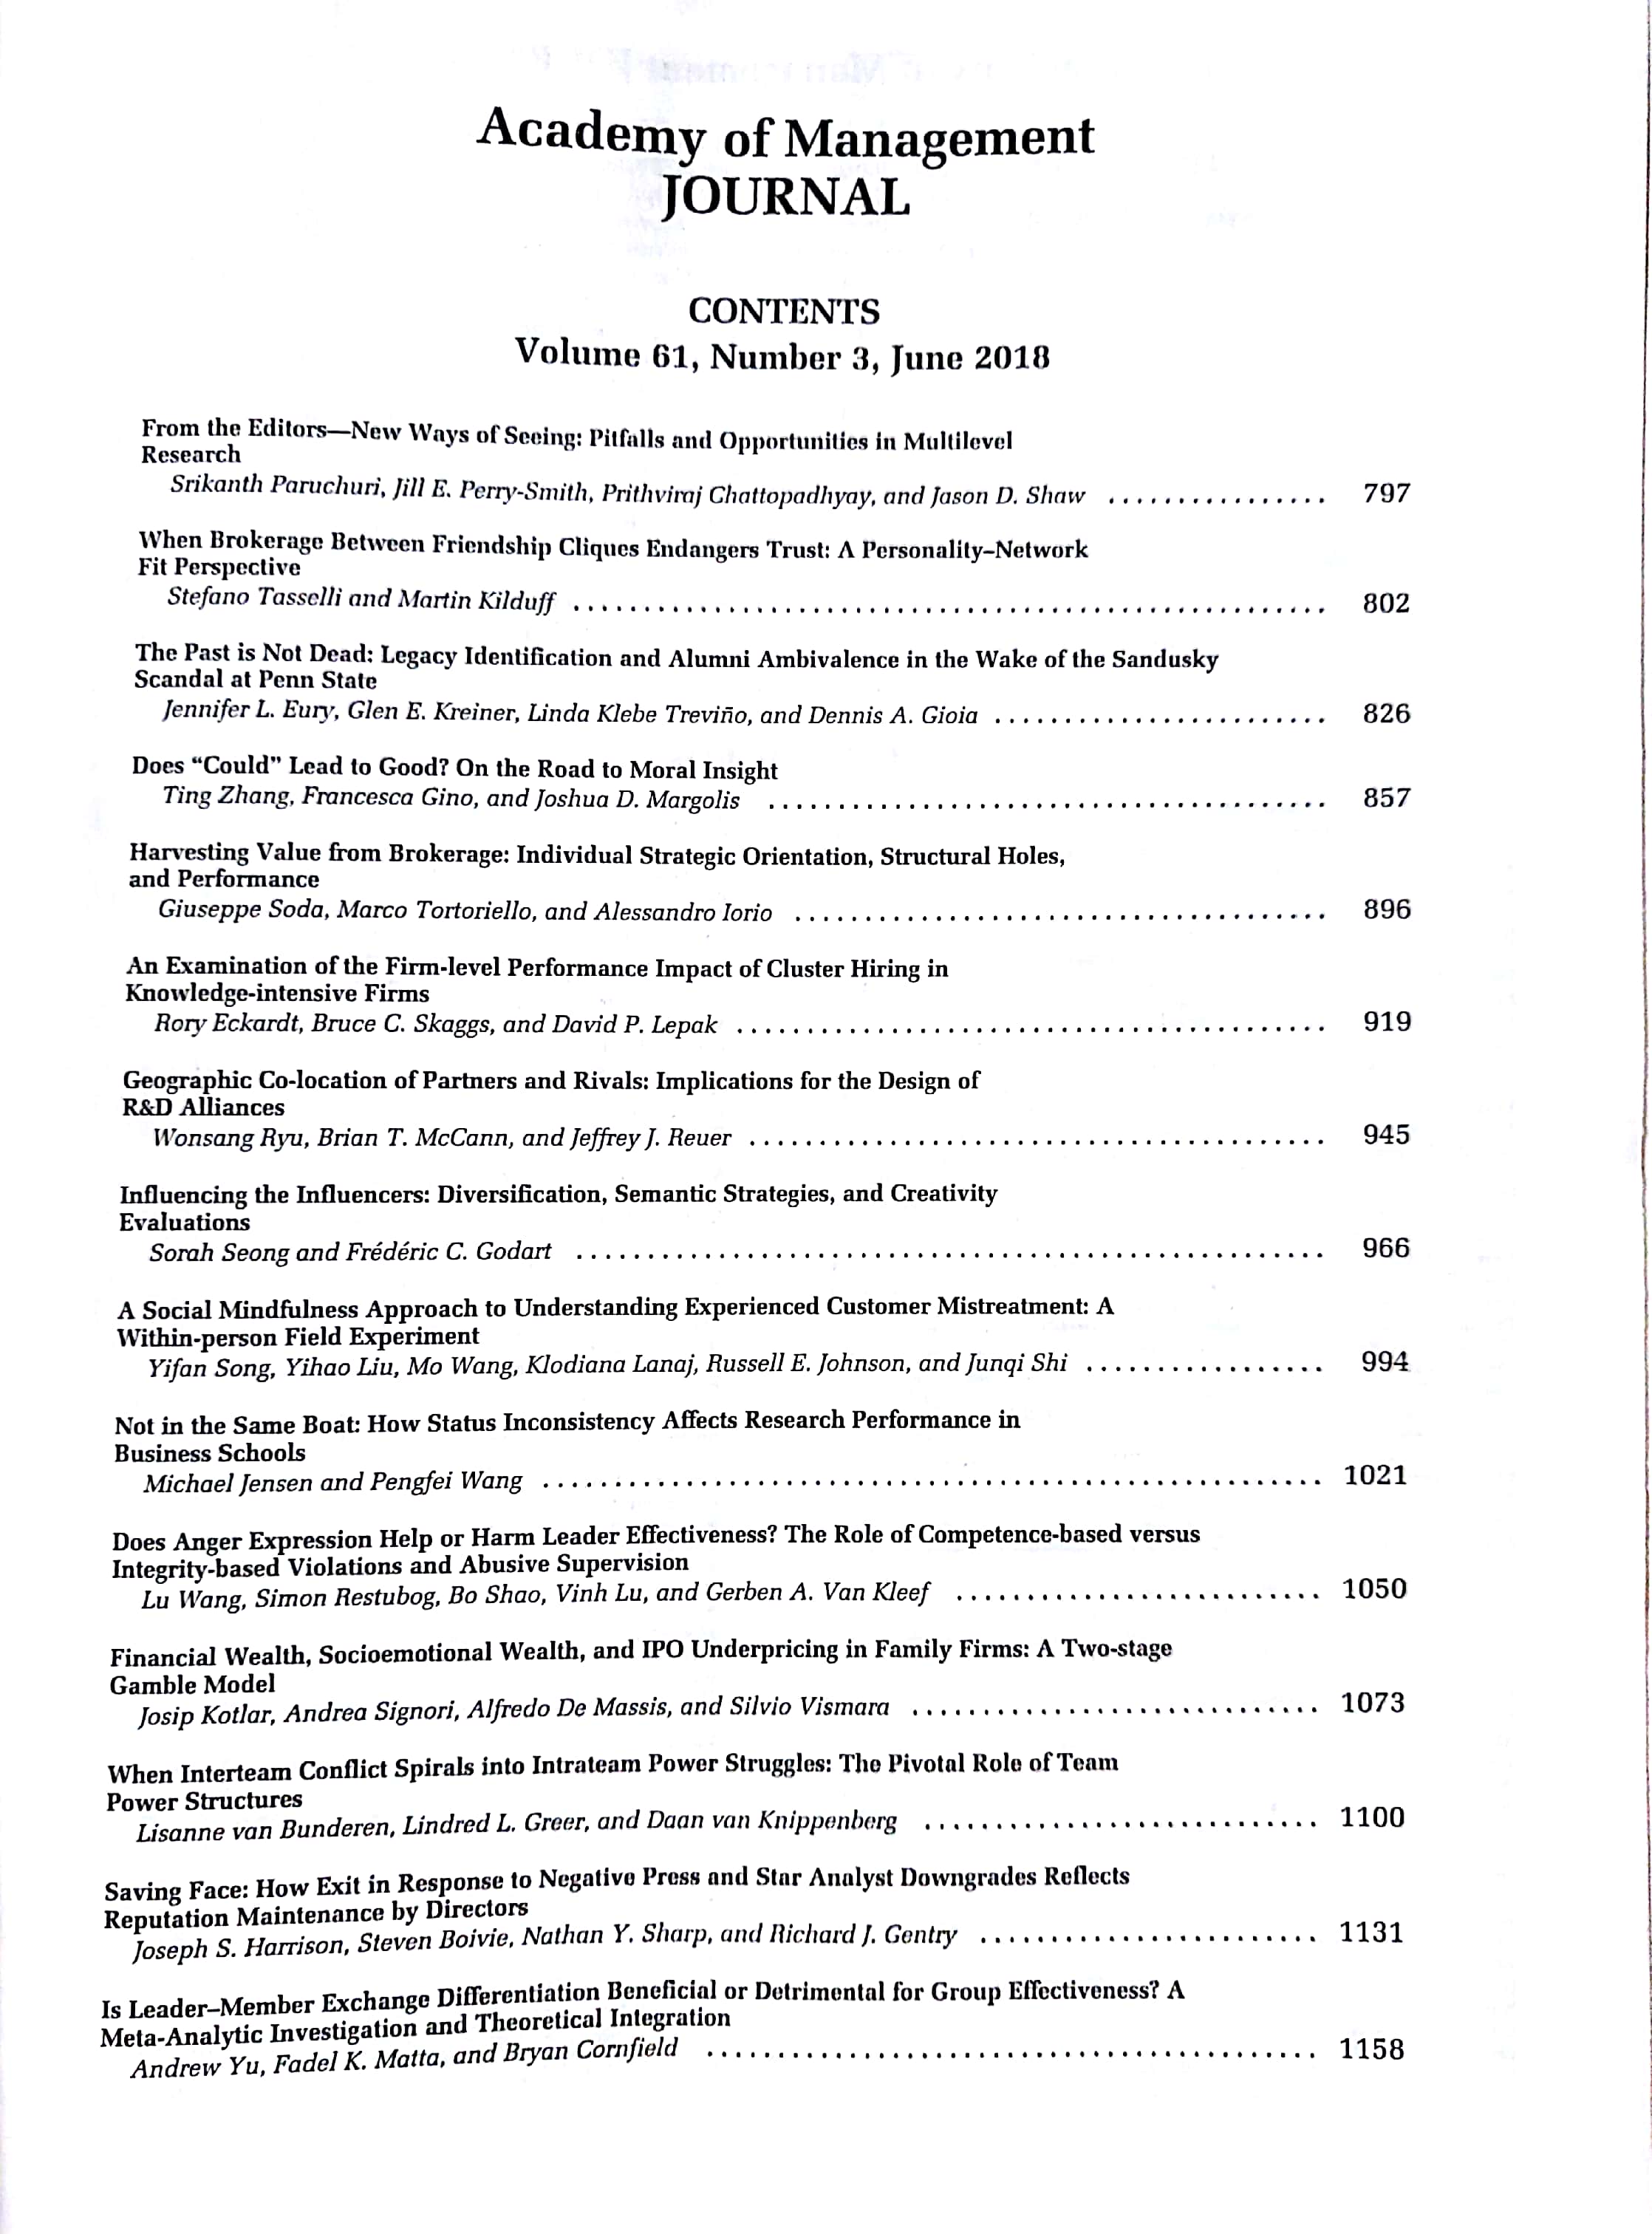 Academy of Management
JOURNAL
CONTENTS
Volume 61, Number 3, June 2018
From the Editors—New Ways of Seeing: Pitfalls and Opportunities in Multilevel
Research
Srikanth Paruchuri, Jill E. Perry-Smith, Prithviraj Chattopadhyay, and Jason D. Shaw ................ 797
When Brokerage Between Friendship Cliques Endangers Trust: A Personality–Network
Fit Perspective
Stefano Tasselli and Martin Kilduff ...................................................... 802
The Past is Not Dead: Legacy Identification and Alumni Ambivalence in the Wake of the Sandusky
Scandal at Penn State
Jennifer L. Eury, Glen E. Kreiner, Linda Klebe Treviño, and Dennis A. Gioia ........................ 826
Does “Could” Lead to Good? On the Road to Moral Insight
Ting Zhang, Francesca Gino, and Joshua D. Margolis ........................................ 857
Harvesting Value from Brokerage: Individual Strategic Orientation, Structural Holes,
and Performance
Giuseppe Soda, Marco Tortoriello, and Alessandro Iorio ...................................... 896
An Examination of the Firm-level Performance Impact of Cluster Hiring in
Knowledge-intensive Firms
Rory Eckardt, Bruce C. Skaggs, and David P. Lepak .......................................... 919
Geographic Co-location of Partners and Rivals: Implications for the Design of
R&D Alliances
Wonsang Ryu, Brian T. McCann, and Jeffrey J. Reuer ......................................... 945
Influencing the Influencers: Diversification, Semantic Strategies, and Creativity
Evaluations
Sorah Seong and Frédéric C. Godart ..................................................... 966
A Social Mindfulness Approach to Understanding Experienced Customer Mistreatment: A
Within-person Field Experiment
Yifan Song, Yihao Liu, Mo Wang, Klodiana Lanaj, Russell E. Johnson, and Junqi Shi ................. 994
Not in the Same Boat: How Status Inconsistency Affects Research Performance in
Business Schools
Michael Jensen and Pengfei Wang ........................................................ 1021
Does Anger Expression Help or Harm Leader Effectiveness? The Role of Competence-based versus
Integrity-based Violations and Abusive Supervision
Lu Wang, Simon Restubog, Bo Shao, Vinh Lu, and Gerben A. Van Kleef .......................... 1050
Financial Wealth, Socioemotional Wealth, and IPO Underpricing in Family Firms: A Two-stage
Gamble Model
Josip Kotlar, Andrea Signori, Alfredo De Massis, and Silvio Vismara ............................. 1073
When Interteam Conflict Spirals into Intrateam Power Struggles: The Pivotal Role of Team
Power Structures
Lisanne van Bunderen, Lindred L. Greer, and Daan van Knippenberg ............................ 1100
Saving Face: How Exit in Response to Negative Press and Star Analyst Downgrades Reflects
Reputation Maintenance by Directors
Joseph S. Harrison, Steven Boivie, Nathan Y. Sharp, and Richard J. Gentry ........................ 1131
Is Leader–Member Exchange Differentiation Beneficial or Detrimental for Group Effectiveness? A
Meta-Analytic Investigation and Theoretical Integration
Andrew Yu, Fadel K. Matta, and Bryan Cornfield ............................................ 1158